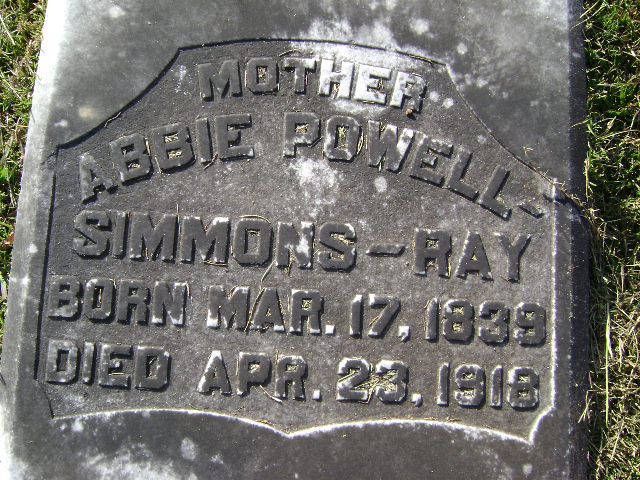 MOTHER
ABBIE POWELL-
SIMMONS-RAY
BORN MAR. 17, 1839
DIED APR. 23, 1918